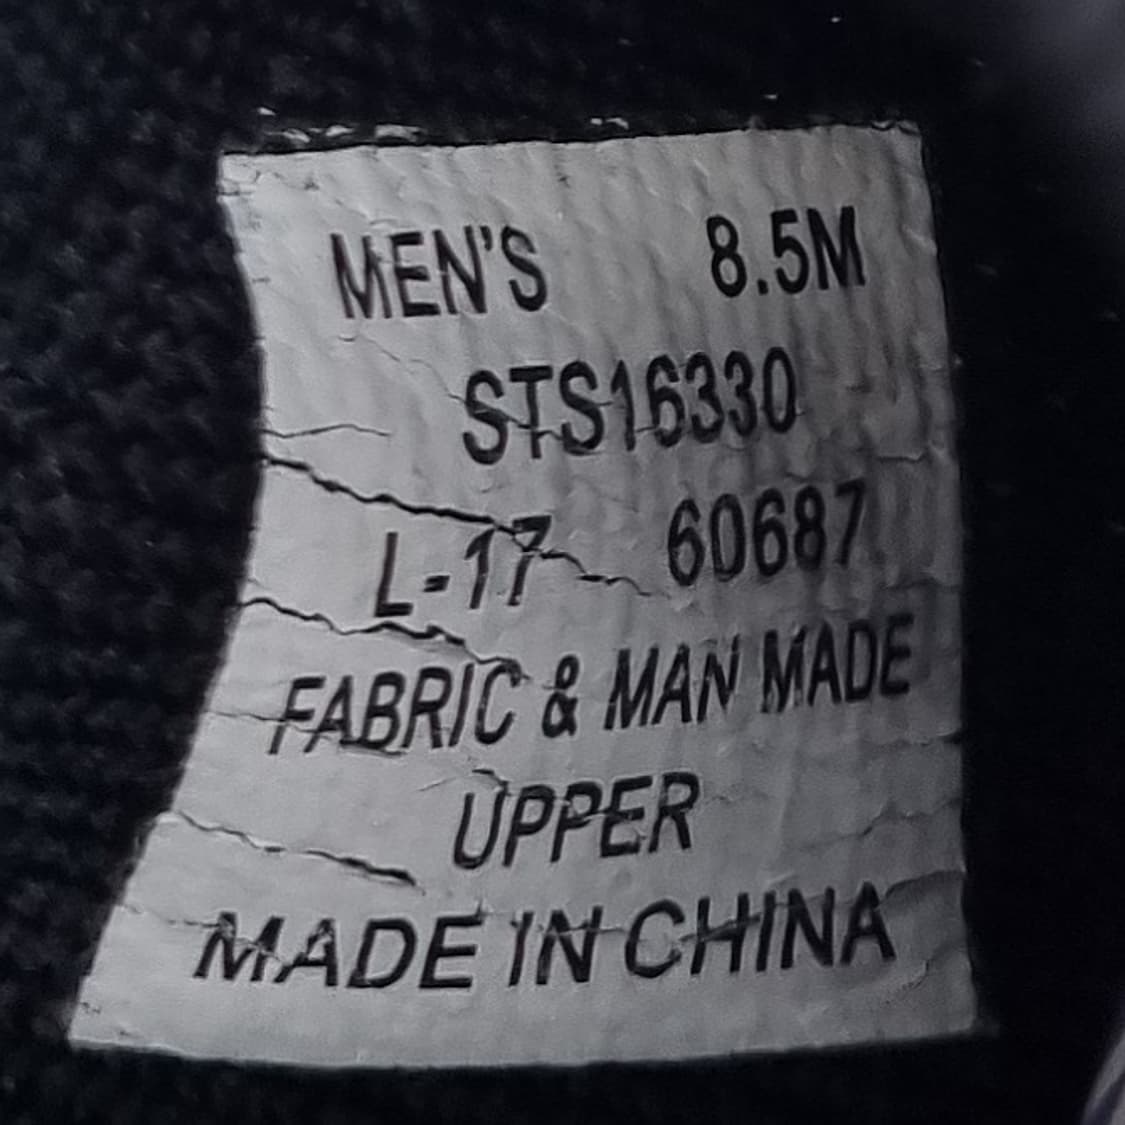 MEN'S 8.5M
STS16330
L-17 60687
FABRIC & MAN MADE
UPPER
MADE IN CHINA